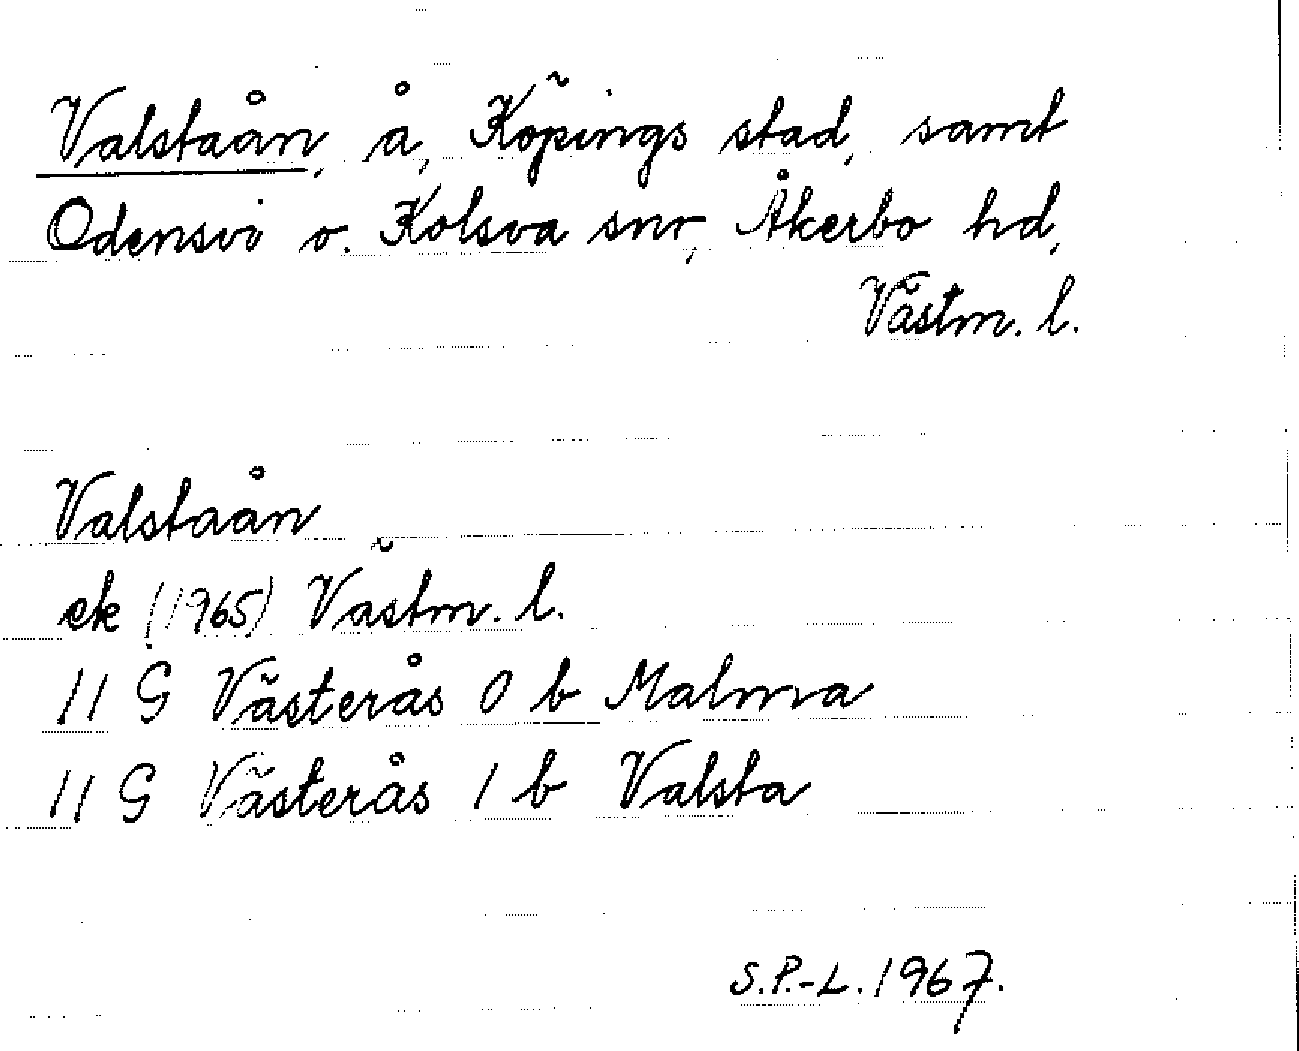 Valstaån, å, Köpings stad, samt
Odensvi o. Kolsva snr, Åkerbo hd,
Västm. l.
Valstaån
ek (1965) Västm. l.
11 G Västerås 0 b Malma
11 G Västerås 1 b Valsta
S.P.-L. 1967.